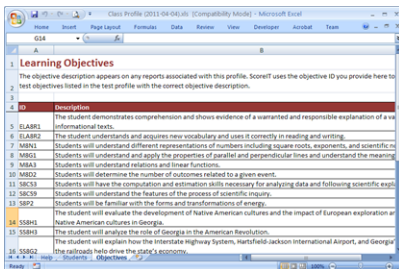 Class Profile (2011-04-04).xls [Compatibility Mode] - Microsoft Excel
Home Insert Page Layout Formulas Data Review View Developer Acrobat Team
G14 fx
A B
1 Learning Objectives
The objective description appears on any reports associated with this profile. ScoreIT uses the objective ID you provide here to
2 test objectives listed in the test profile with the correct objective description.
3
4 ID Description
The student demonstrates comprehension and shows evidence of a warranted and responsible explanation of a va
5 ELA8R1 informational texts.
6 ELA8R2 The student understands and acquires new vocabulary and uses it correctly in reading and writing.
7 M8N1 Students will understand different representations of numbers including square roots, exponents, and scientific n
8 M8G1 Students will understand and apply the properties of parallel and perpendicular lines and understand the meaning
9 M8A3 Students will understand relations and linear functions.
10 M8D2 Students will determine the number of outcomes related to a given event.
11 S8CS3 Students will have the computation and estimation skills necessary for analyzing data and following scientific expl
12 S8CS9 Students will understand the features of the process of scientific inquiry.
13 S8P2 Students will be familiar with the forms and transformations of energy.
The student will evaluate the development of Native American cultures and the impact of European exploration ar
14 SS8H1 Native American cultures in Georgia.
15 SS8H3 The student will analyze the role of Georgia in the American Revolution.
The student will explain how the Interstate Highway System, Hartsfield-Jackson International Airport, and Georgia
16 SS8G2 the railroads help drive the state's economy.
Help Students Objectives
Ready 100%